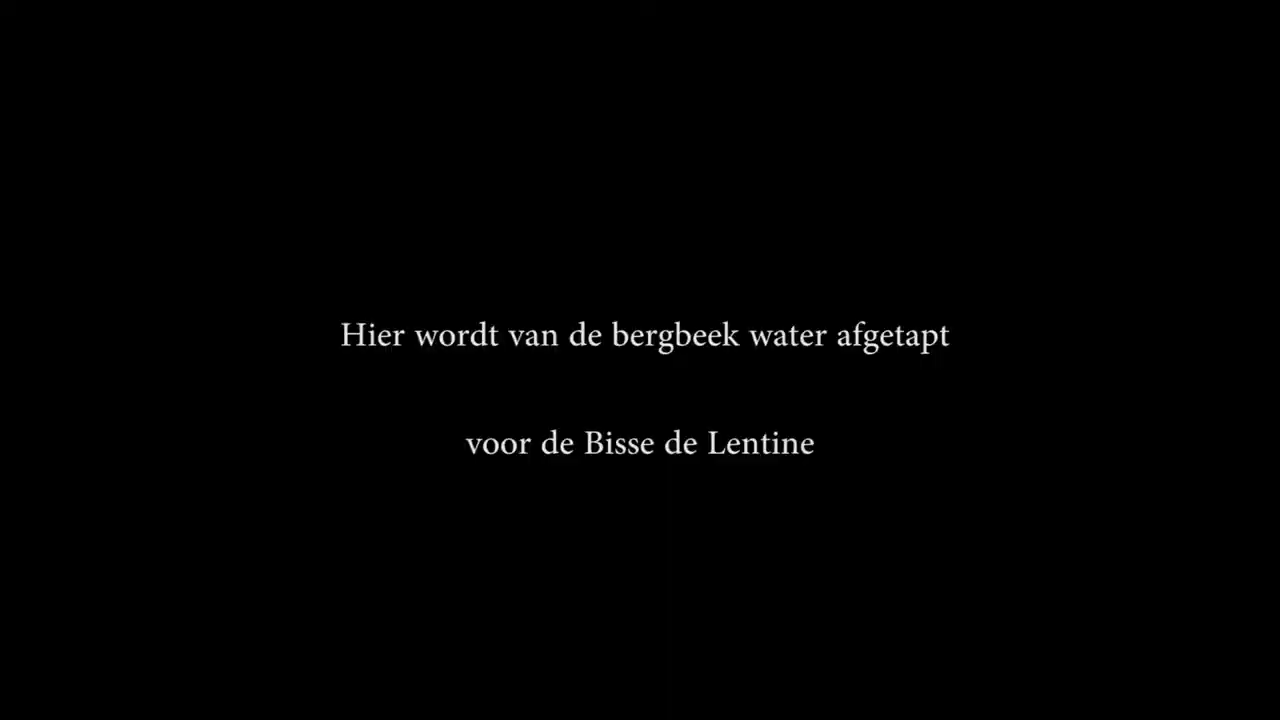 Hier wordt van de bergbeek water afgetapt
voor de Bisse de Lentine